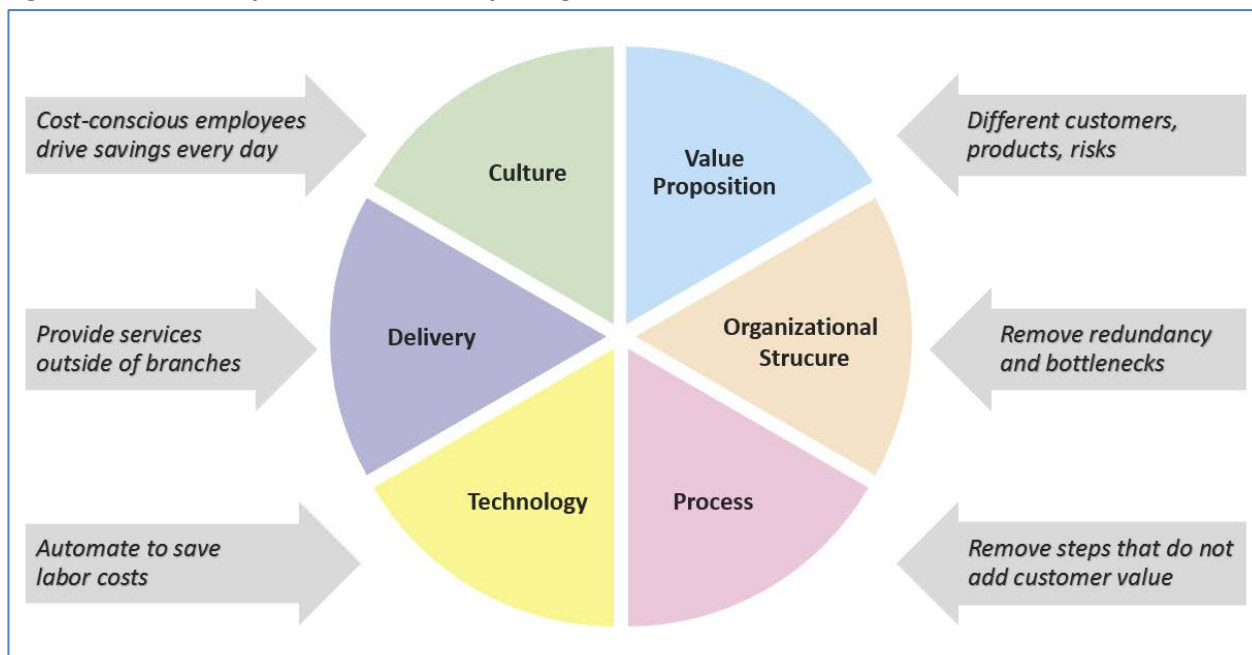 Cost-conscious employees
drive savings every day
Culture
Value
Proposition
Different customers,
products, risks
Provide services
outside of branches
Delivery
Organizational
Strucure
Remove redundancy
and bottlenecks
Automate to save
labor costs
Technology
Process
Remove steps that do not
add customer value